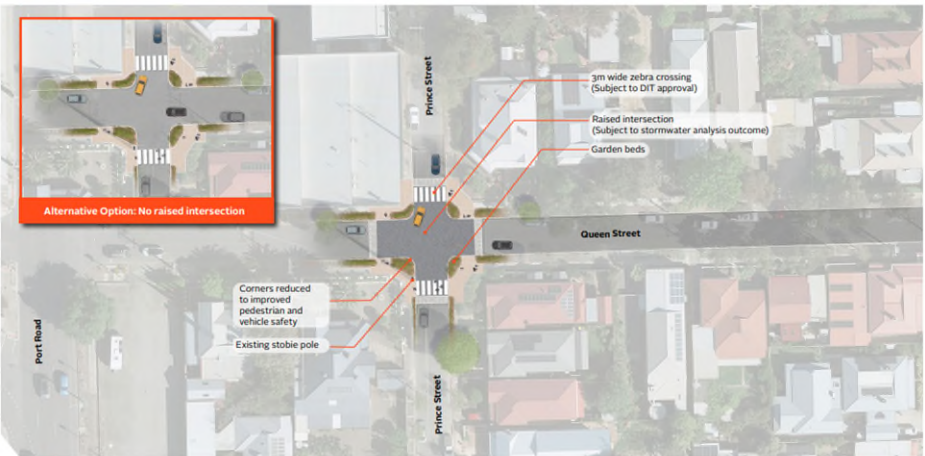 Alternative Option: No raised intersection
Prince Street
3m wide zebra crossing
(Subject to DIT approval)
Raised intersection
(Subject to stormwater analysis outcome)
Garden beds
Queen Street
Corners reduced
to improved
pedestrian and
vehicle safety
Existing stobie pole
Port Road
Prince Street